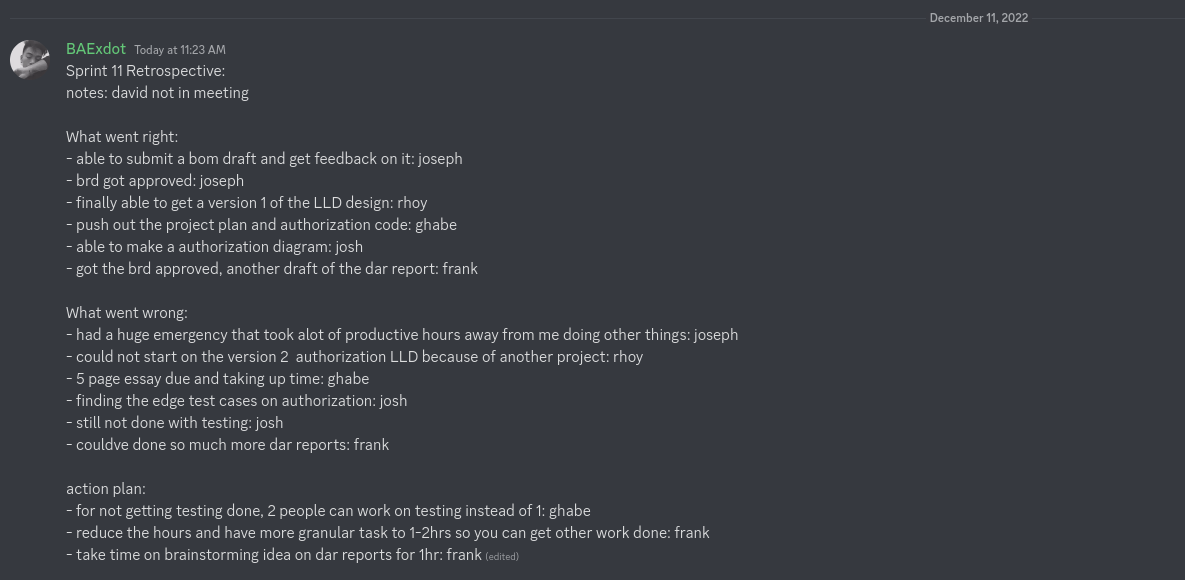 December 11, 2022
BAExdot Today at 11:23 AM
Sprint 11 Retrospective:
notes: david not in meeting
What went right:
- able to submit a bom draft and get feedback on it: joseph
- brd got approved: joseph
- finally able to get a version 1 of the LLD design: rhoy
- push out the project plan and authorization code: ghabe
- able to make a authorization diagram: josh
- got the brd approved, another draft of the dar report: frank
What went wrong:
- had a huge emergency that took alot of productive hours away from me doing other things: joseph
- could not start on the version 2  authorization LLD because of another project: rhoy
- 5 page essay due and taking up time: ghabe
- finding the edge test cases on authorization: josh
- still not done with testing: josh
- couldve done so much more dar reports: frank
action plan:
- for not getting testing done, 2 people can work on testing instead of 1: ghabe
- reduce the hours and have more granular task to 1-2hrs so you can get other work done: frank
- take time on brainstorming idea on dar reports for 1hr: frank (edited)